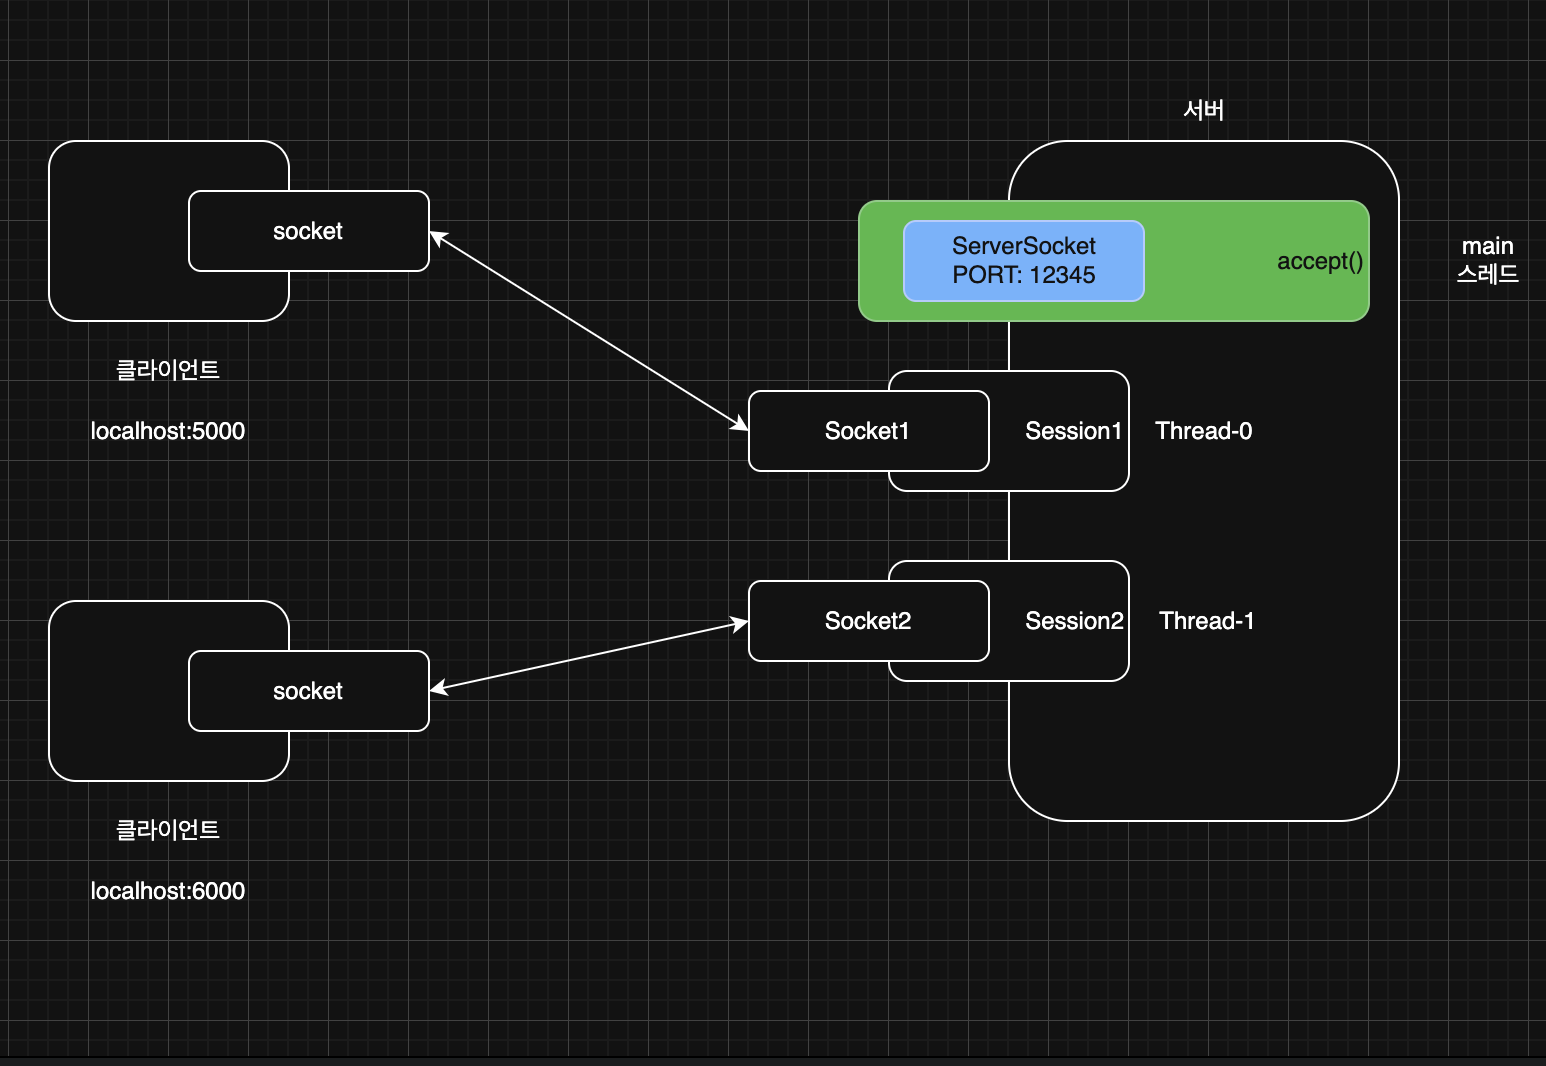 서버
socket
ServerSocket
PORT: 12345
accept()
main
스레드
클라이언트
localhost:5000
Socket1
Session1
Thread-0
Socket2
Session2
Thread-1
socket
클라이언트
localhost:6000